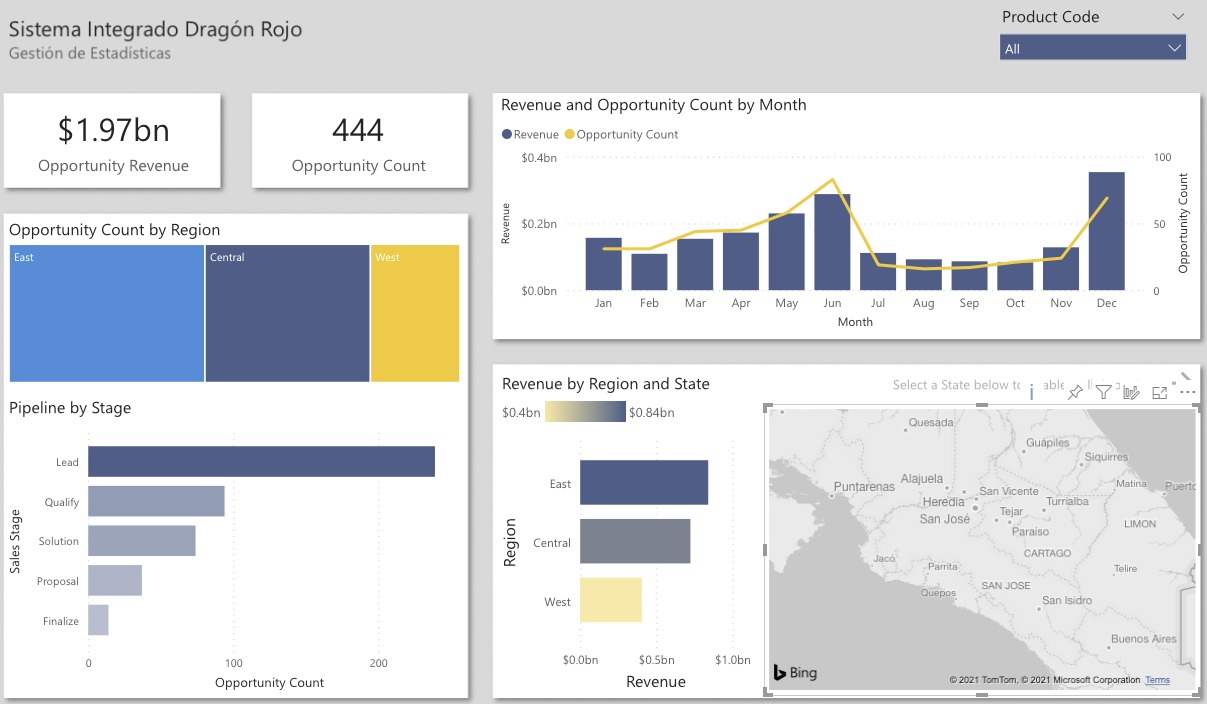 Sistema Integrado Dragón Rojo
Gestión de Estadísticas
Product Code
All
$1.97bn
Opportunity Revenue
444
Opportunity Count
Opportunity Count by Region
East
Central
West
Pipeline by Stage
Sales Stage
Lead
Qualify
Solution
Proposal
Finalize
0
100
200
Opportunity Count
Revenue and Opportunity Count by Month
Revenue
Opportunity Count
Revenue
$0.4bn
$0.2bn
$0.0bn
100
50
0
Opportunity Count
Jan
Feb
Mar
Apr
May
Jun
Jul
Aug
Sep
Oct
Nov
Dec
Month
Revenue by Region and State
$0.4bn
$0.84bn
Region
East
Central
West
$0.0bn
$0.5bn
$1.0bn
Revenue
Select a State below to
Quesada
Guápiles
Siquirres
Puntarenas
Alajuela
Heredia
San José
San Vicente
Matina
Tejar
Turrialba
Paraíso
LIMON
CARTAGO
Jacó
Parrita
Telire
Quepos
SAN JOSE
San Isidro
Buenos Aires
Bing
© 2021 TomTom, © 2021 Microsoft Corporation Terms